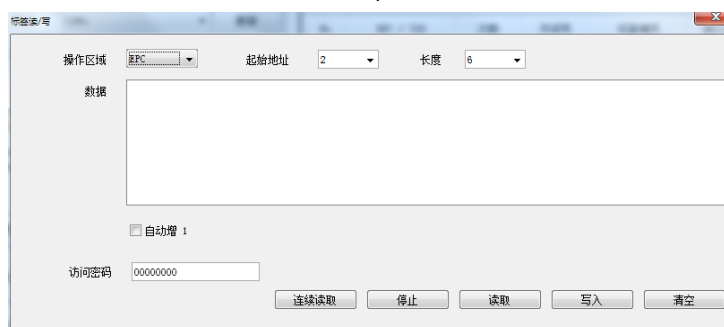 标签读/写
操作区域 EPC 起始地址 2 长度 6
数据
自动增 1
访问密码 00000000
连续读取 停止 读取 写入 清空